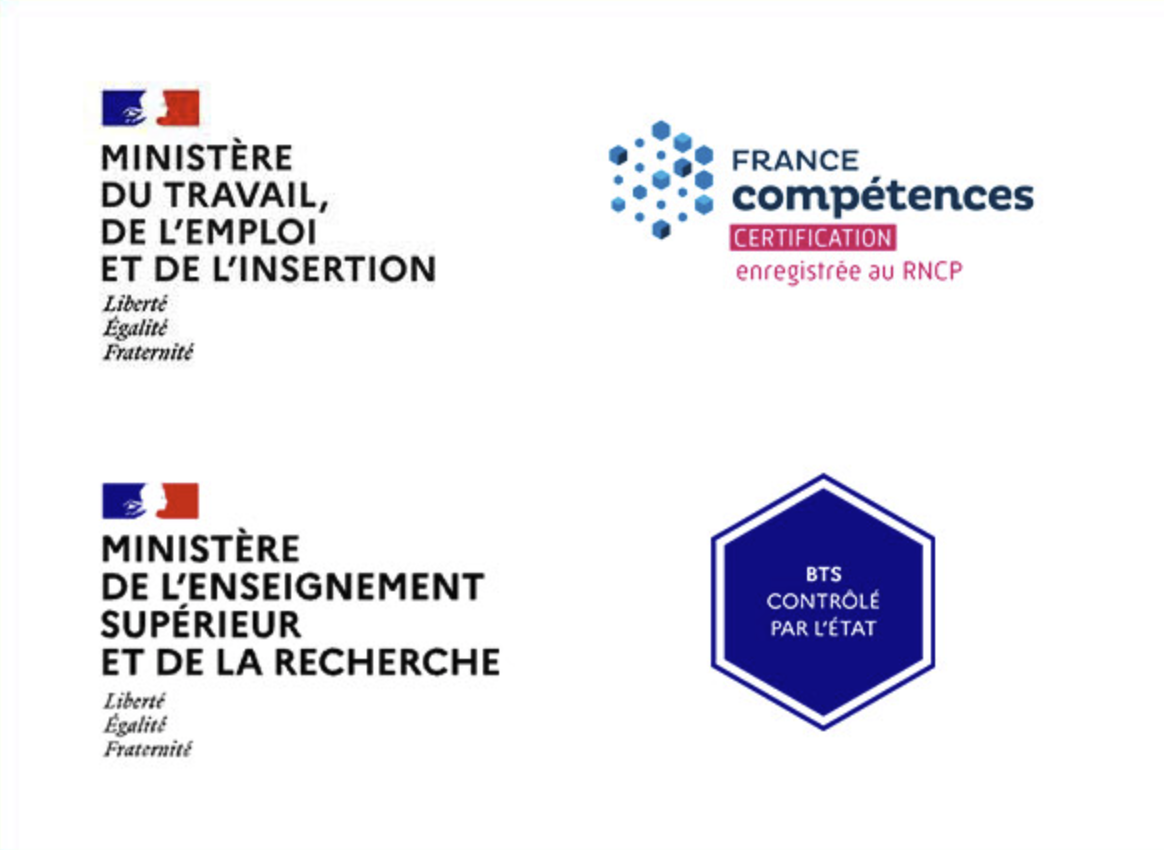 MINISTÈRE
DU TRAVAIL,
DE L'EMPLOI
ET DE L'INSERTION
Liberté
Égalité
Fraternité
FRANCE
compétences
CERTIFICATION
enregistrée au RNCP
MINISTÈRE
DE L'ENSEIGNEMENT
SUPÉRIEUR
ET DE LA RECHERCHE
Liberté
Égalité
Fraternité
BTS
CONTRÔLÉ
PAR L'ÉTAT